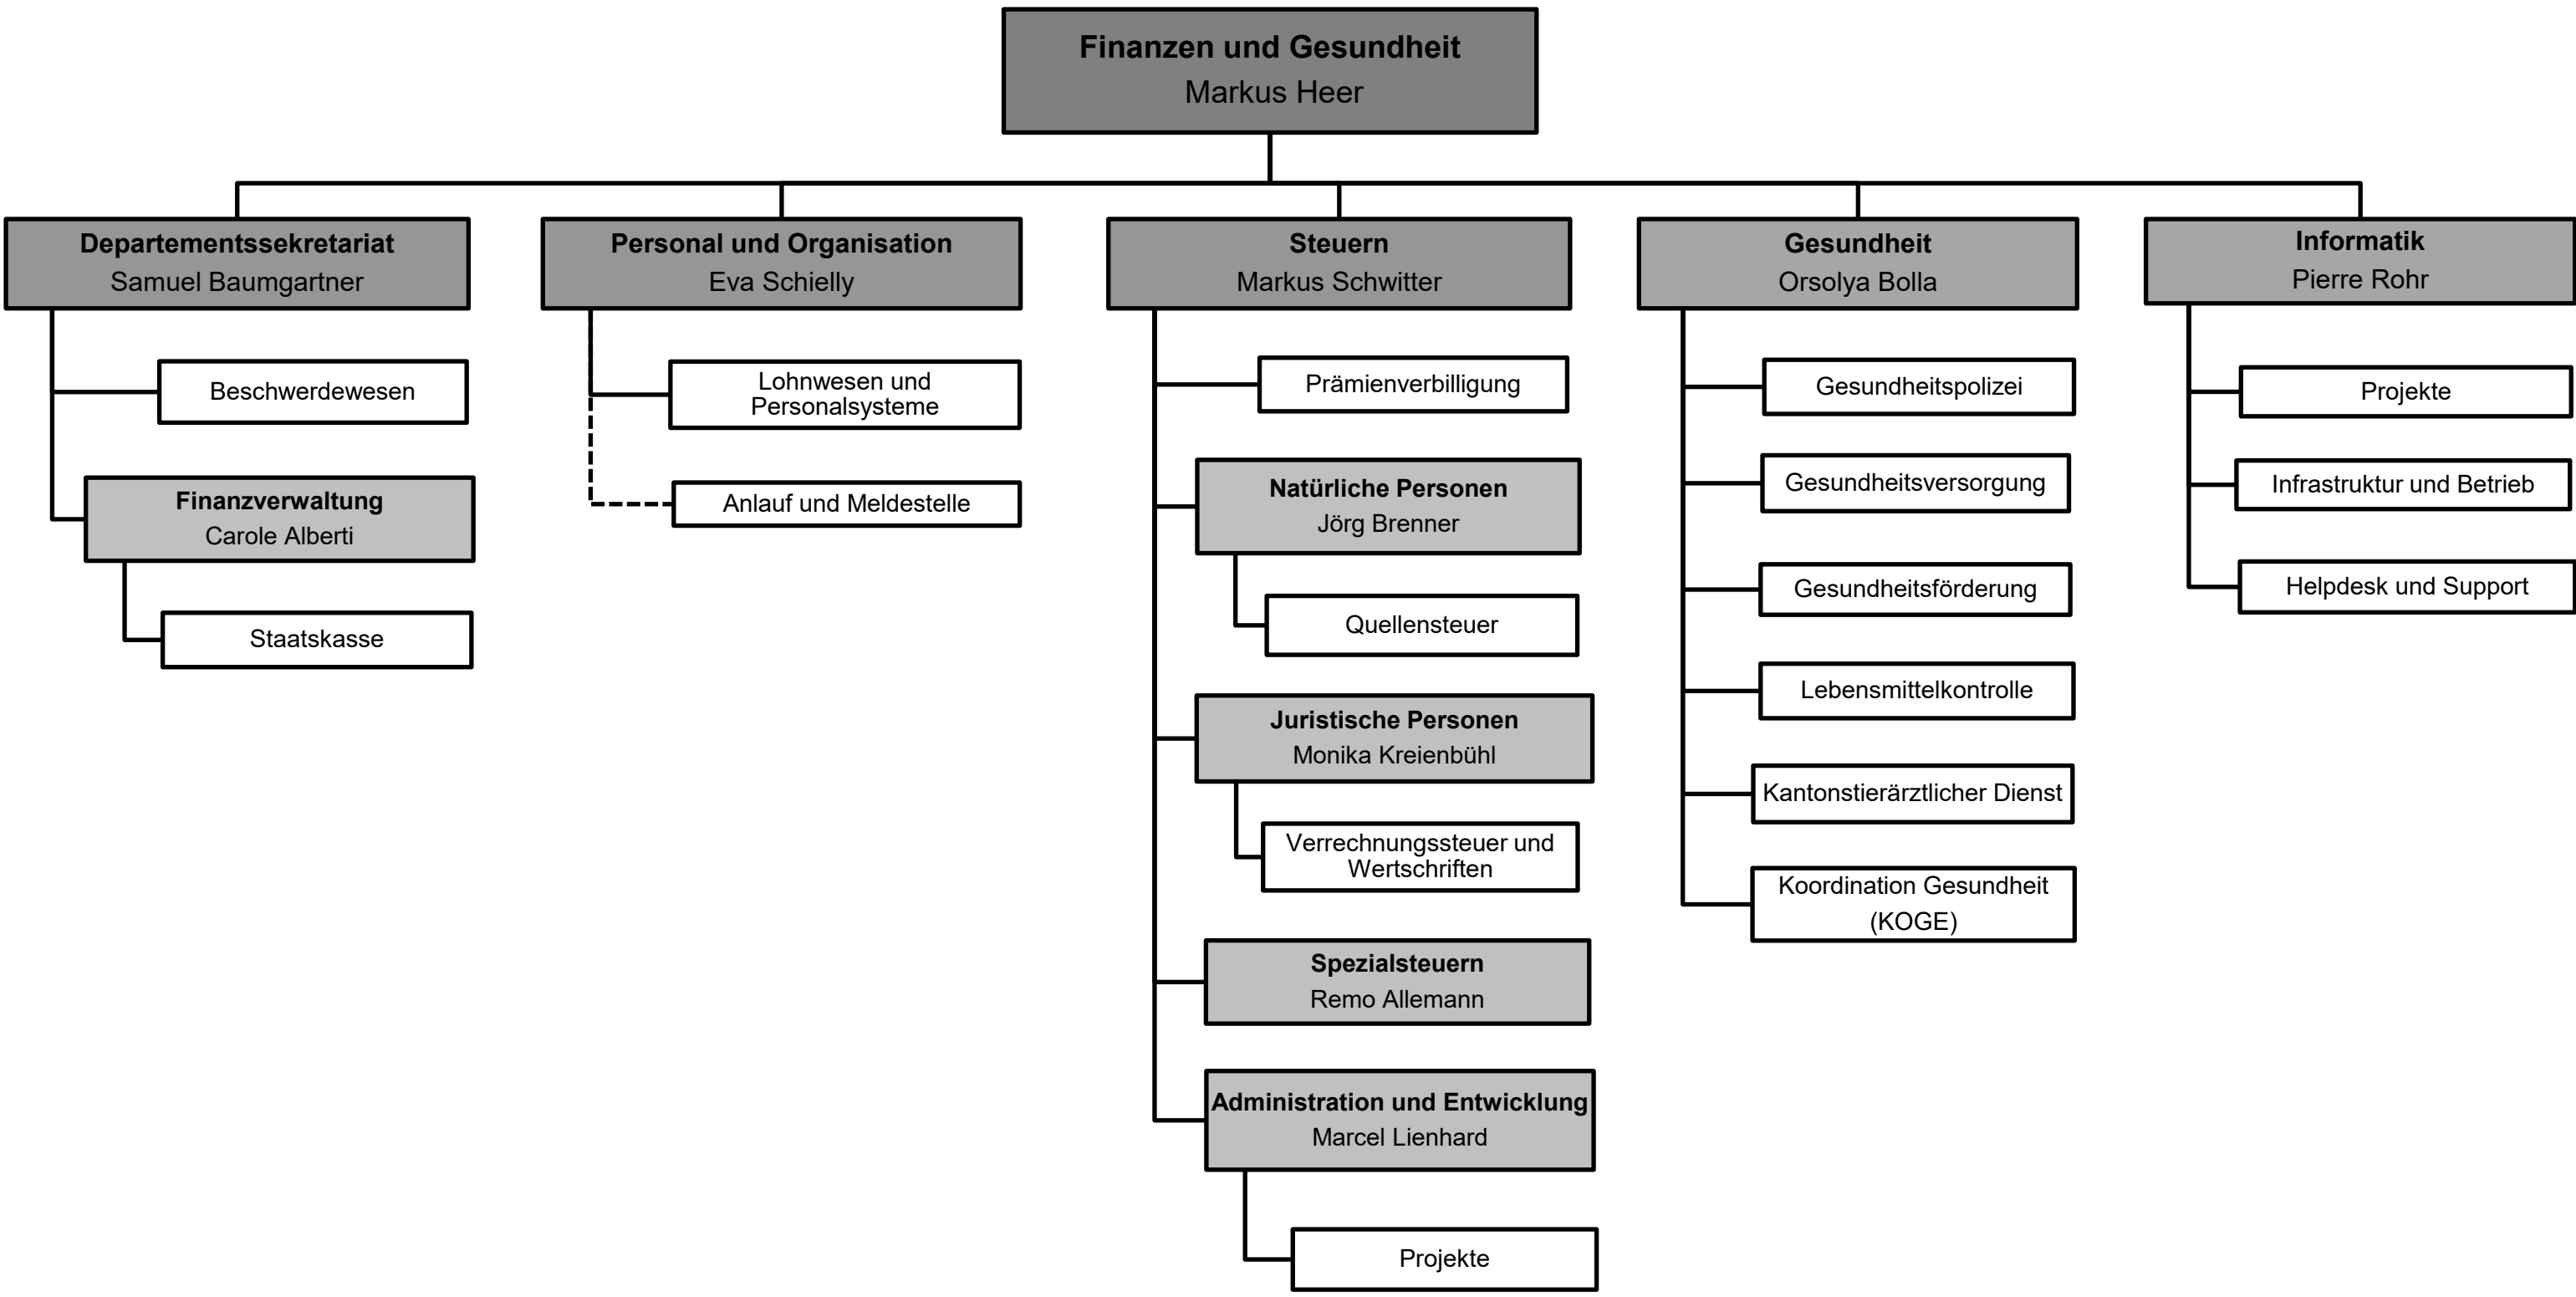 Finanzen und Gesundheit
Markus Heer
Departementssekretariat
Samuel Baumgartner
Beschwerdewesen
Finanzverwaltung
Carole Alberti
Staatskasse
Personal und Organisation
Eva Schielly
Lohnwesen und
Personalsysteme
Anlauf und Meldestelle
Steuern
Markus Schwitter
Prämienverbilligung
Natürliche Personen
Jörg Brenner
Quellensteuer
Juristische Personen
Monika Kreienbühl
Verrechnungssteuer und
Wertschriften
Spezialsteuern
Remo Allemann
Administration und Entwicklung
Marcel Lienhard
Projekte
Gesundheit
Orsolya Bolla
Gesundheitspolizei
Gesundheitsversorgung
Gesundheitsförderung
Lebensmittelkontrolle
Kantonstierärztlicher Dienst
Koordination Gesundheit
(KOGE)
Informatik
Pierre Rohr
Projekte
Infrastruktur und Betrieb
Helpdesk und Support